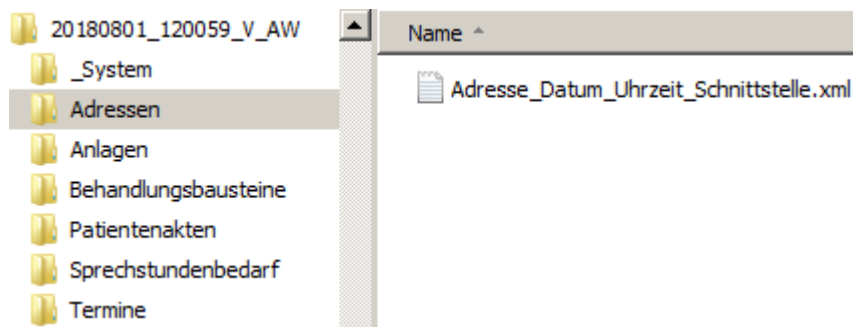 20180801_120059_V_AW
_System
Adressen
Anlagen
Behandlungsbausteine
Patientenakten
Sprechstundenbedarf
Termine
Name
Adresse_Datum_Uhrzeit_Schnittstelle.xml